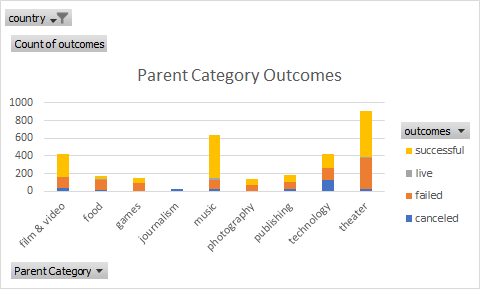 country
Count of outcomes
Parent Category Outcomes
1000
800
600
400
200
0
film & video
food
games
journalism
music
photography
publishing
technology
theater
outcomes
successful
live
failed
canceled
Parent Category